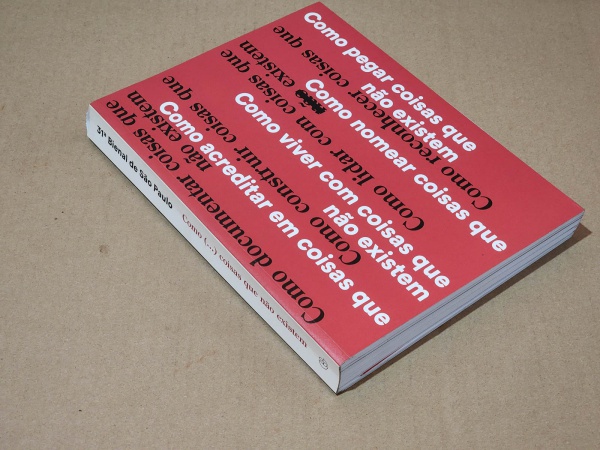 Como pegar coisas que
não existem
Como nomear coisas que
Como viver com coisas que
não existem
Como acreditar em coisas que
Como documentar coisas que
não existem
Como construir coisas que
Como lidar com coisas que
existem
Como reconhecer coisas que
31ª Bienal de São Paulo
Como (...) coisas que não existem